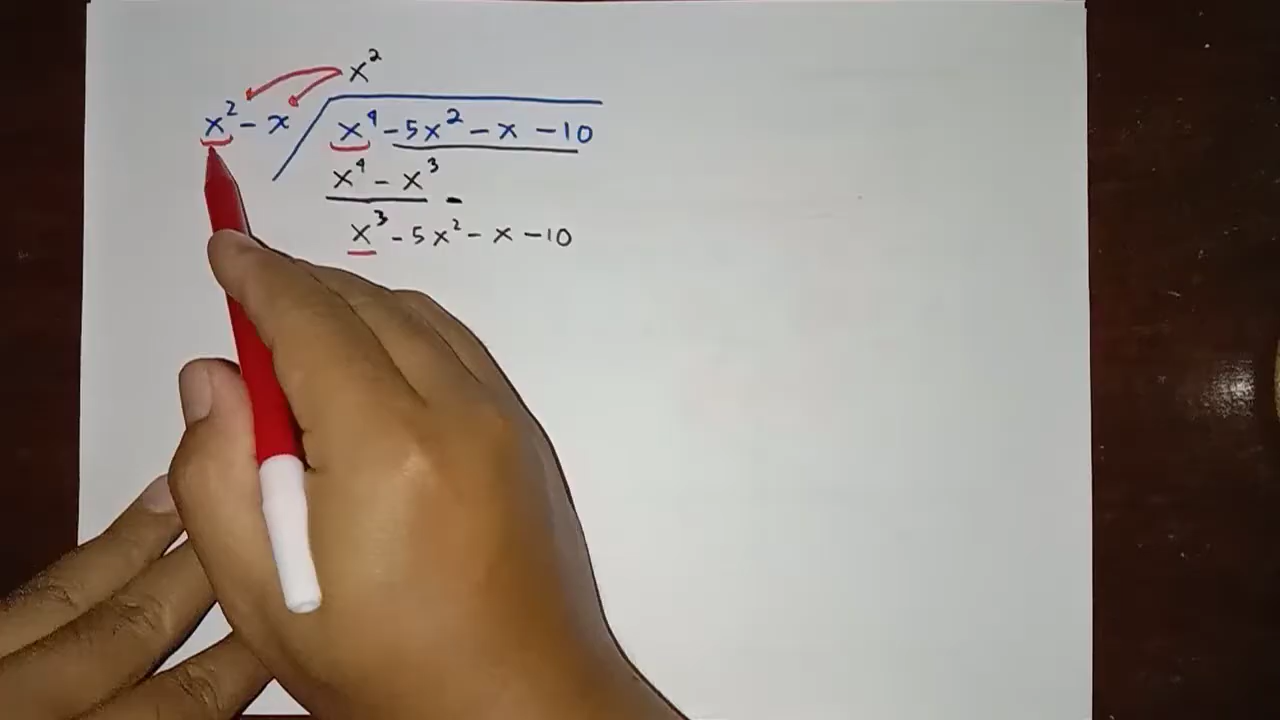 x²
x² - x / x⁴ - 5x² - x - 10
x⁴ - x³ -
x³ - 5x² - x - 10